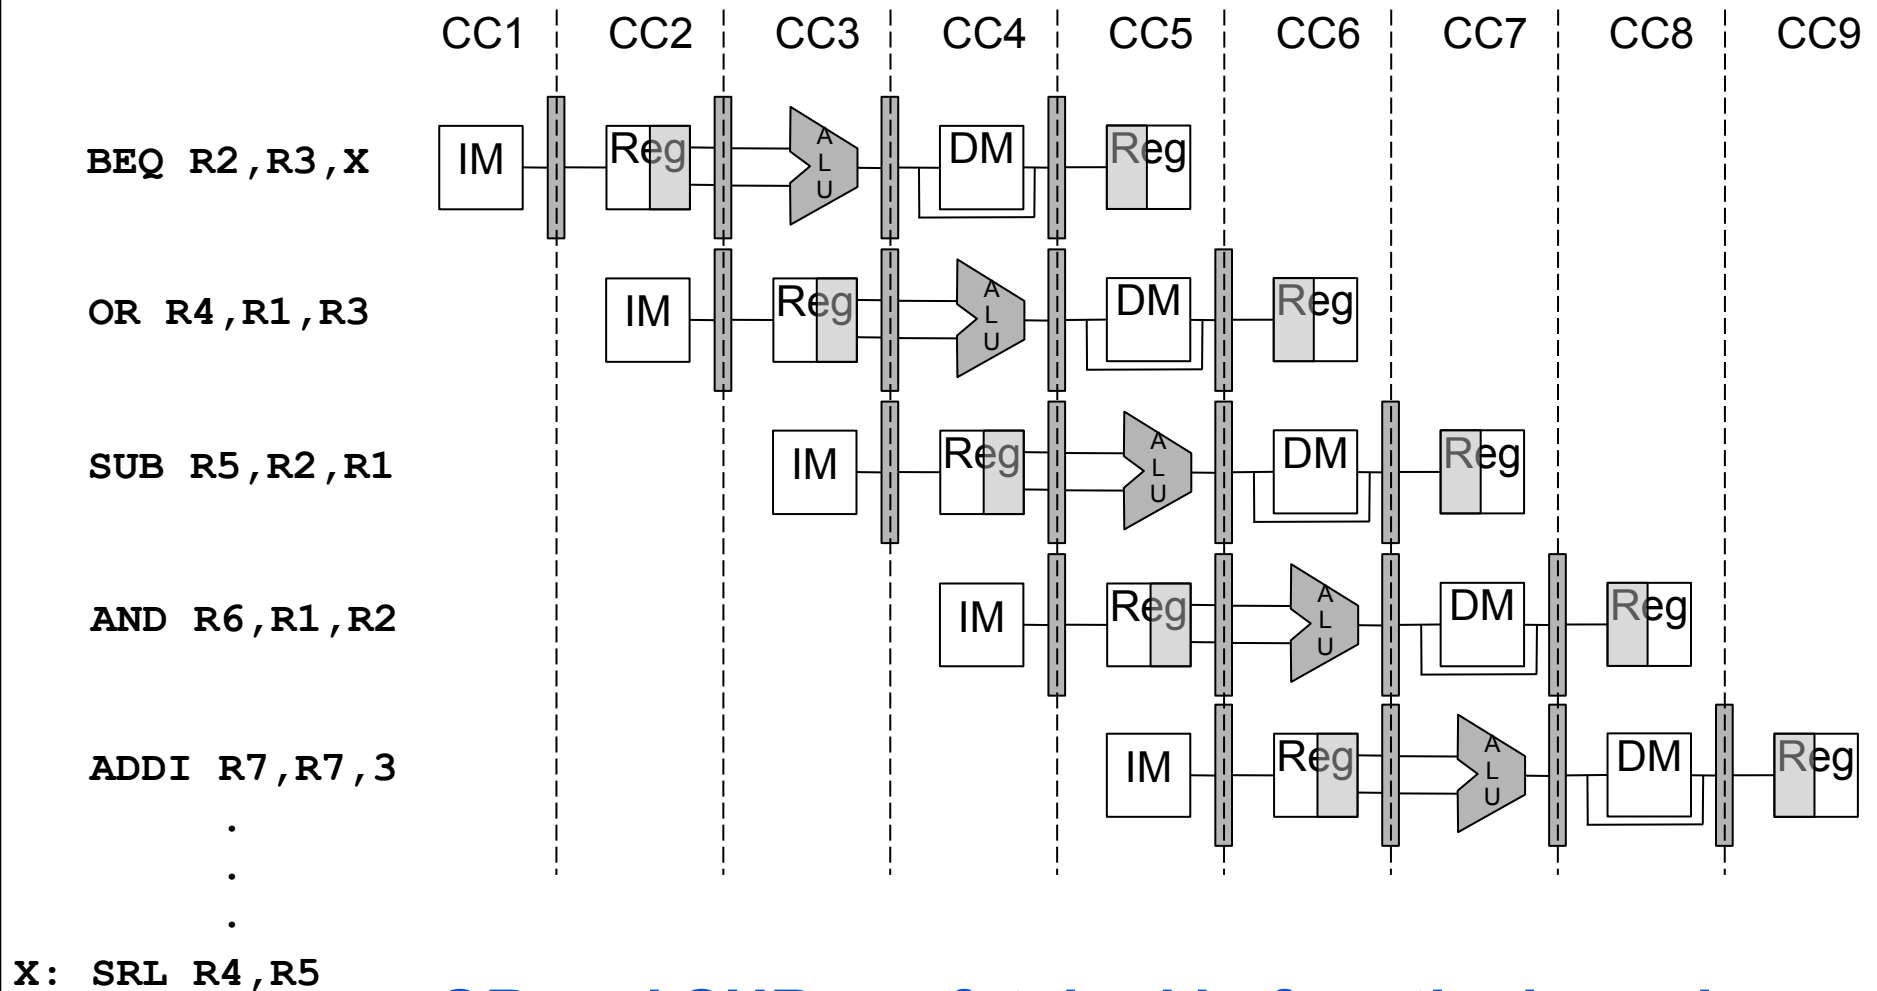 CC1 CC2 CC3 CC4 CC5 CC6 CC7 CC8 CC9
BEQ R2,R3,X IM Reg ALU DM Reg
OR R4,R1,R3 IM Reg ALU DM Reg
SUB R5,R2,R1 IM Reg ALU DM Reg
AND R6,R1,R2 IM Reg ALU DM Reg
ADDI R7,R7,3 IM Reg ALU DM Reg
.
.
.
X: SRL R4,R5